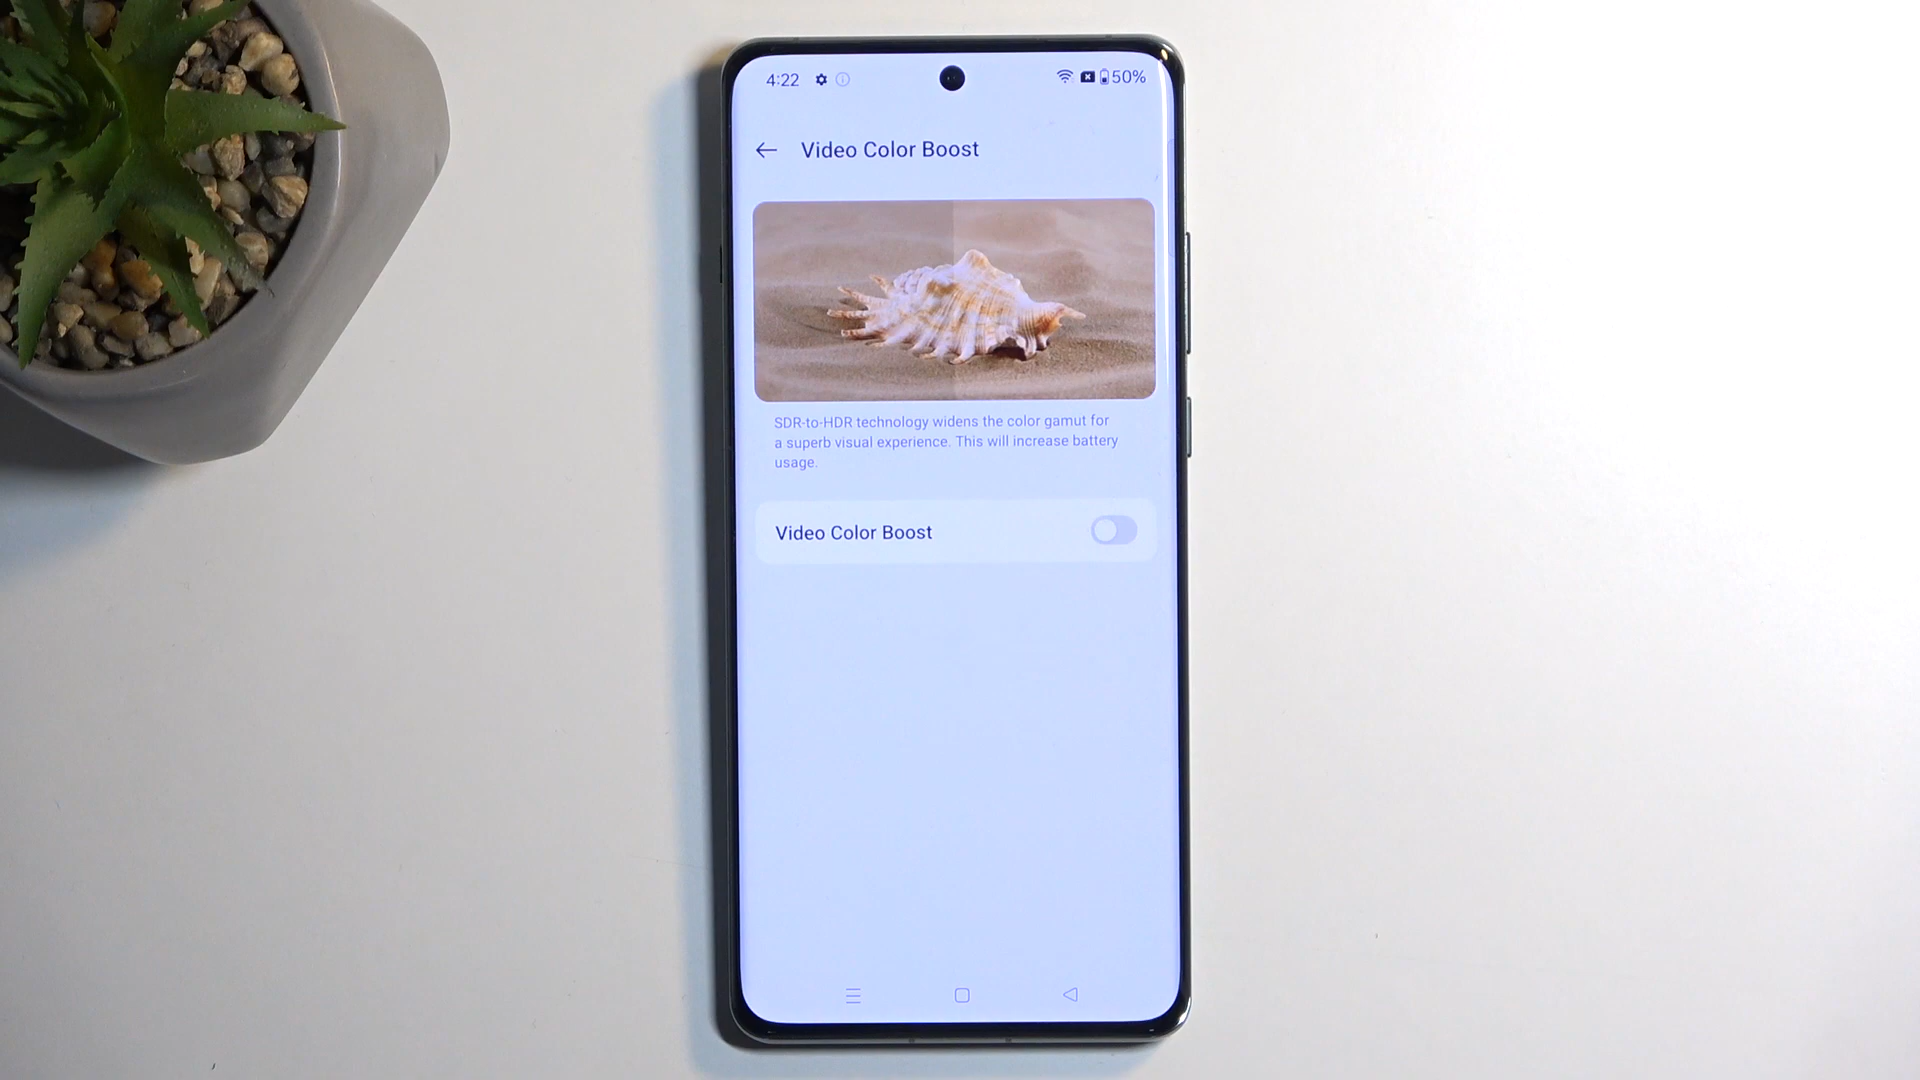 4:22
50%
Video Color Boost
SDR-to-HDR technology widens the color gamut for
a superb visual experience. This will increase battery
usage.
Video Color Boost